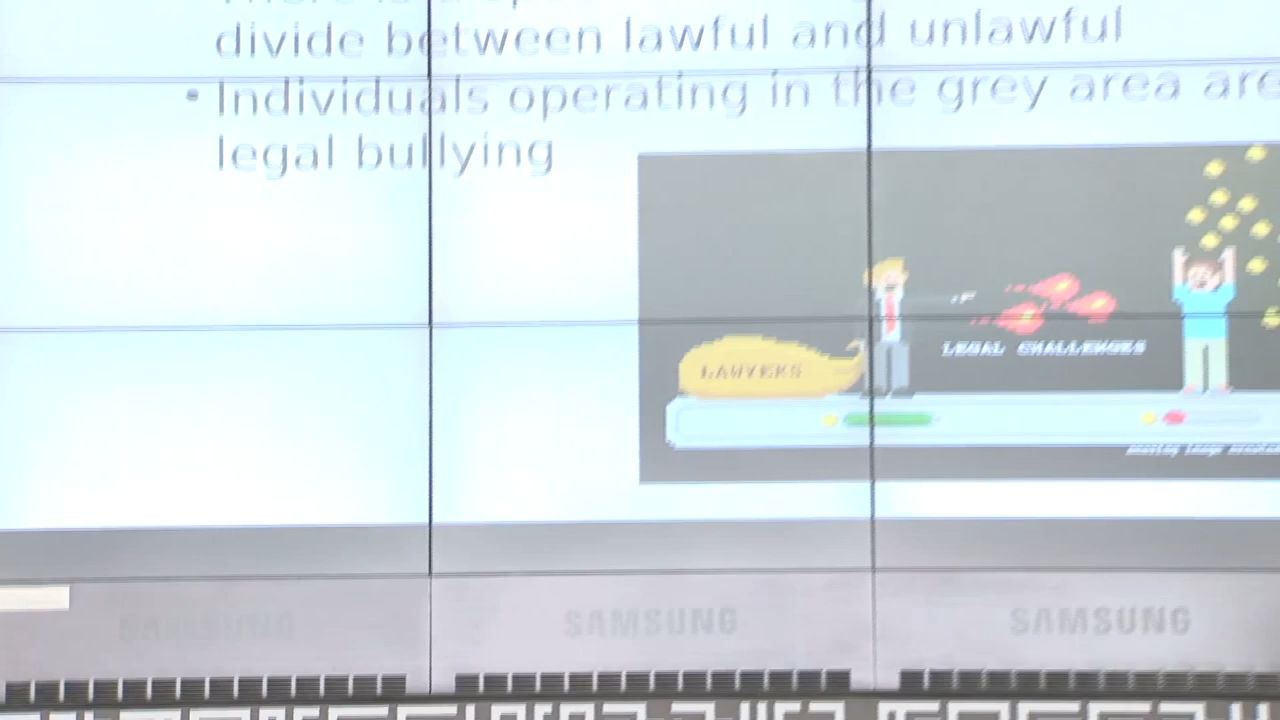 divide between lawful and unlawful
• Individuals operating in the grey area are
legal bullying
LEGAL CHALLENGES
LAWYERS
SAMSUNG SAMSUNG SAMSUNG